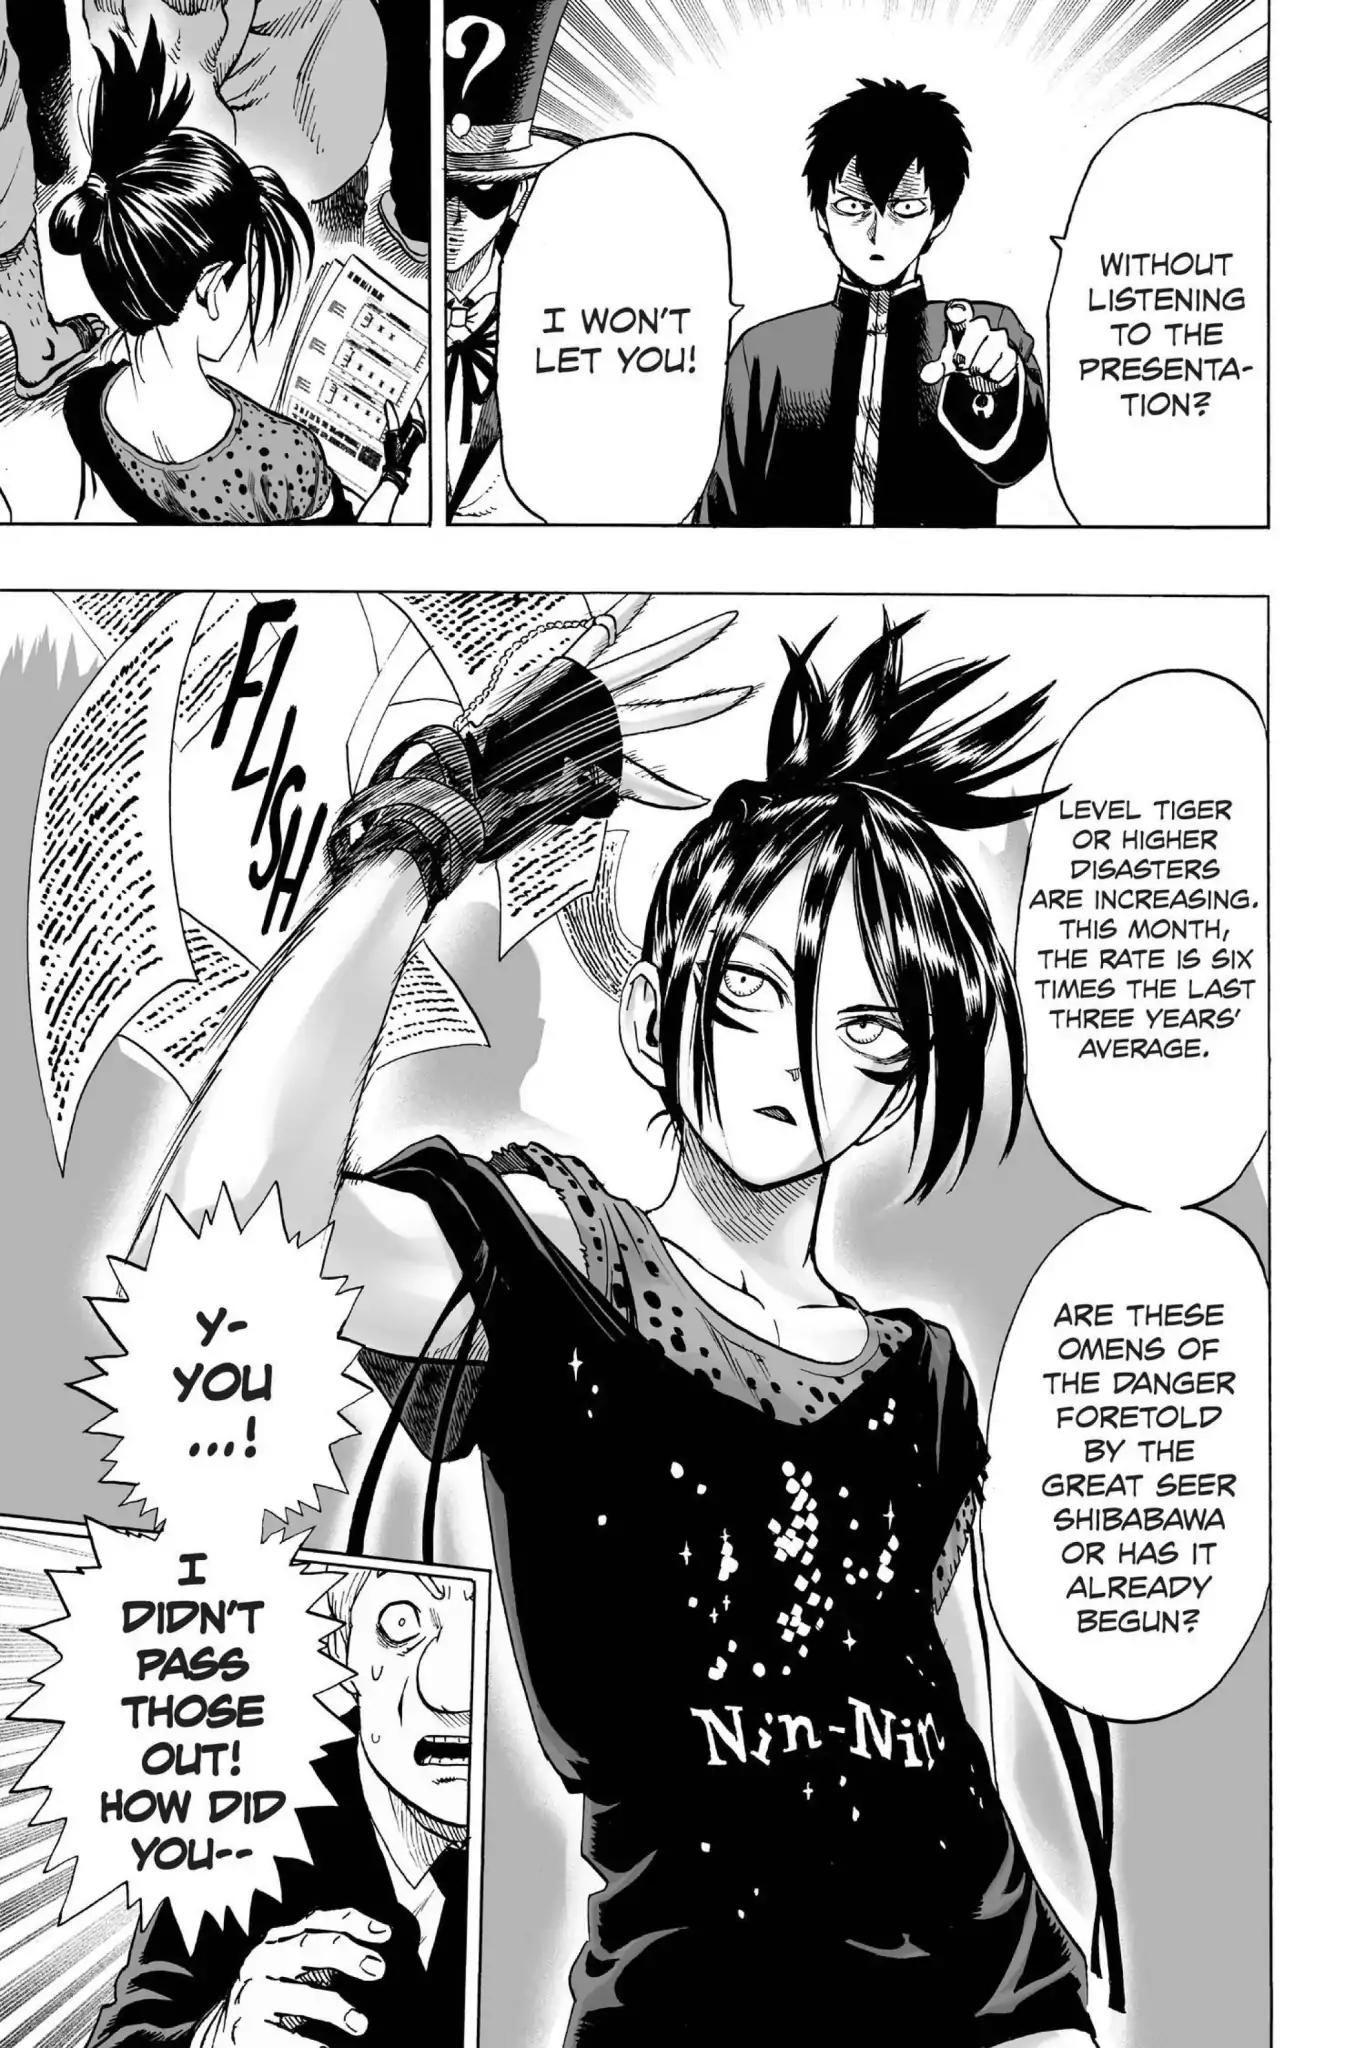 WITHOUT
LISTENING
TO THE
PRESENTA-
TION?
I WON'T
LET YOU!
?
LEVEL TIGER
OR HIGHER
DISASTERS
ARE INCREASING.
THIS MONTH,
THE RATE IS SIX
TIMES THE LAST
THREE YEARS'
AVERAGE.
ARE THESE
OMENS OF
THE DANGER
FORETOLD
BY THE
GREAT SEER
SHIBABAWA
OR HAS IT
ALREADY
BEGUN?
FLISH
Nin-Nin
Y-
YOU
...!
I
DIDN'T
PASS
THOSE
OUT!
HOW DID
YOU--